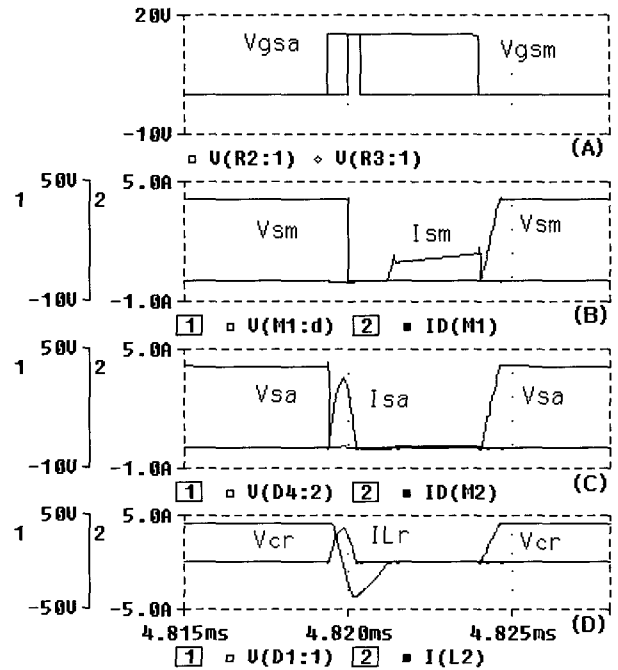 20V
Vgsa
Vgsm
-10V
□ V(R2:1) ◇ V(R3:1)
(A)
1 50V 2 5.0A
Vsm
Ism
Vsm
-10V -1.0A
1 □ V(M1:d) 2 ■ ID(M1)
(B)
1 50V 2 5.0A
Vsa
Isa
Vsa
-10V -1.0A
1 □ V(D4:2) 2 ■ ID(M2)
(C)
1 50V 2 5.0A
Vcr
ILr
Vcr
-50V -5.0A
(D)
4.815ms 4.820ms 4.825ms
1 □ V(D1:1) 2 ■ I(L2)